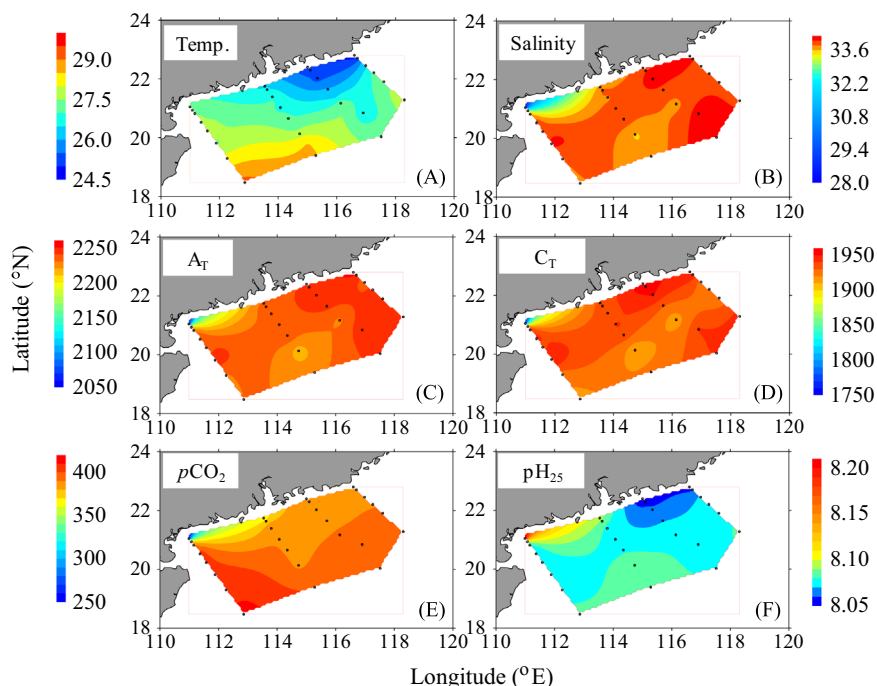 24 24
Temp. Salinity
29.0 22 22 33.6
27.5 32.2
30.8
26.0 20 20 29.4
24.5 (A) (B) 28.0
18 18
110 112 114 116 118 120 110 112 114 116 118 120
24 24
A_T C_T
2250 22 22 1950
2200 1900
2150 20 20 1850
2100 1800
2050 (C) (D) 1750
18 18
110 112 114 116 118 120 110 112 114 116 118 120
24 24
pCO₂ pH₂₅
400 22 22 8.20
350 8.15
300 20 20 8.10
250 (E) (F) 8.05
18 18
110 112 114 116 118 120 110 112 114 116 118 120
Latitude (°N)
Longitude (°E)